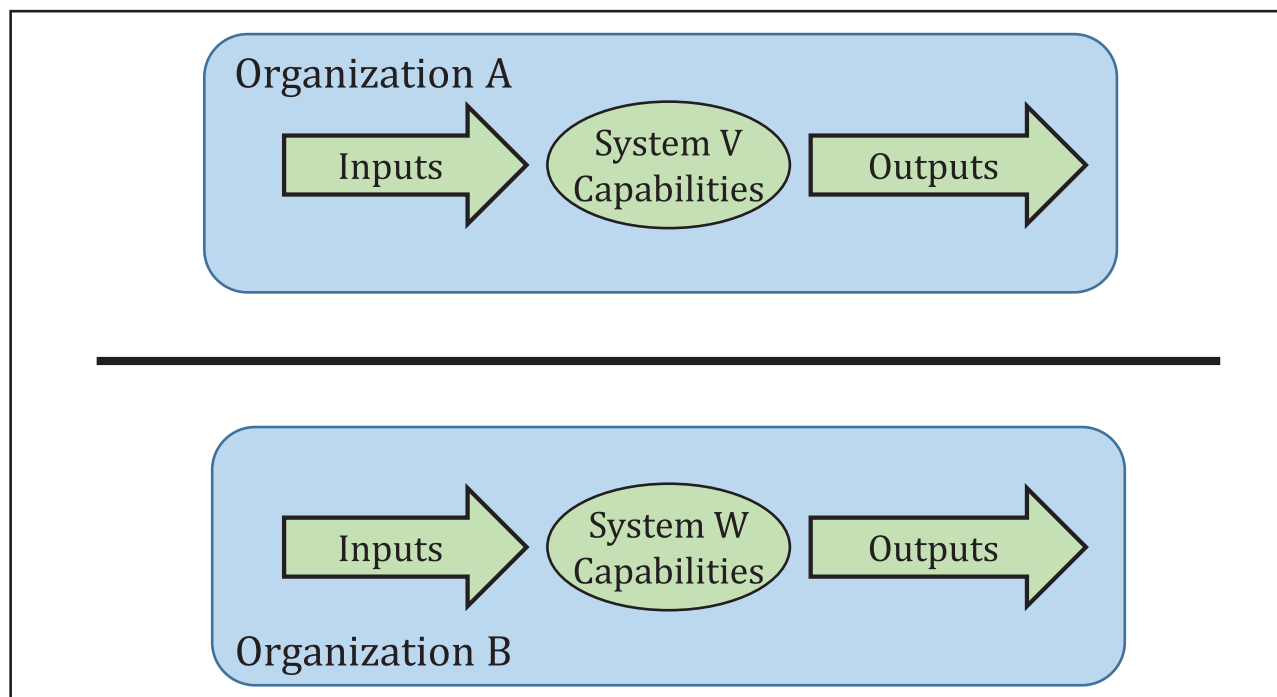 Organization A
Inputs
System V
Capabilities
Outputs
Inputs
System W
Capabilities
Outputs
Organization B